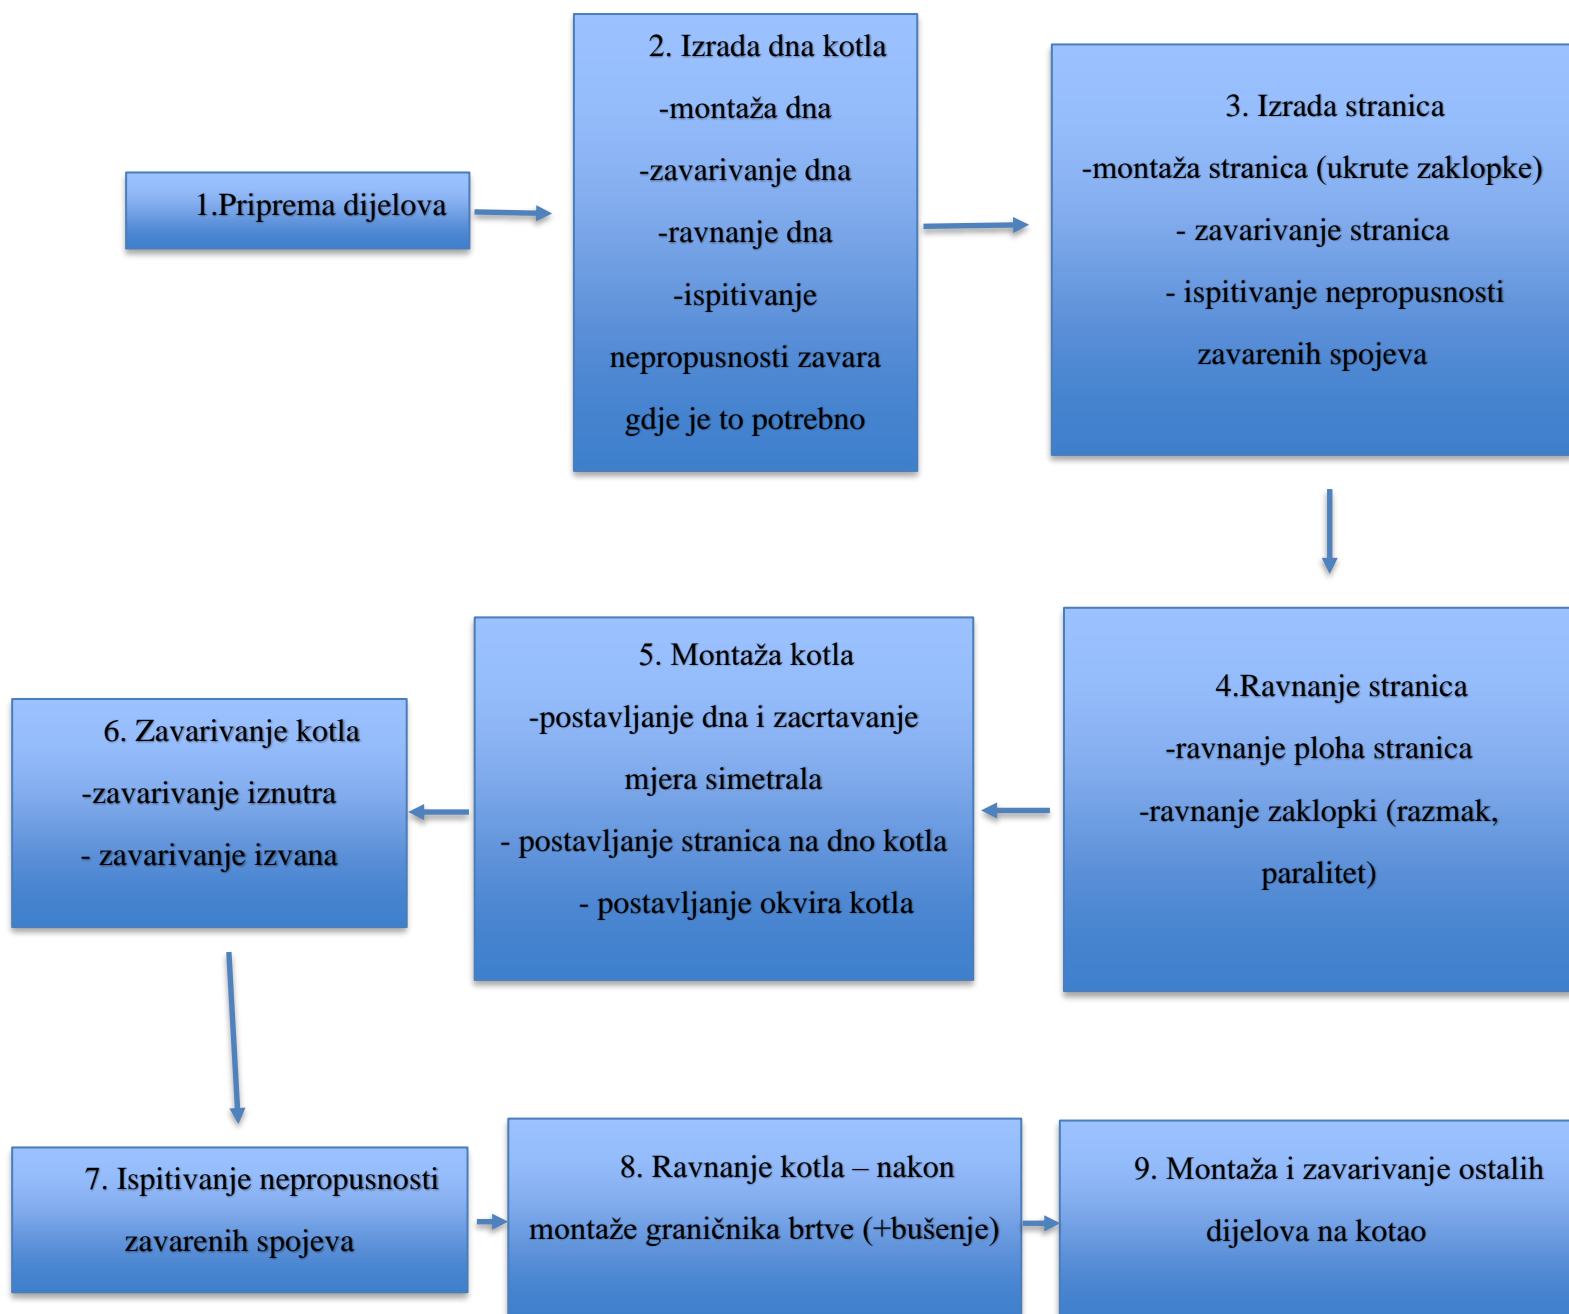 1.Priprema dijelova
2. Izrada dna kotla
-montaža dna
-zavarivanje dna
-ravnanje dna
-ispitivanje
nepropusnosti zavara
gdje je to potrebno
3. Izrada stranica
-montaža stranica (ukrute zaklopke)
- zavarivanje stranica
- ispitivanje nepropusnosti
zavarenih spojeva
4.Ravnanje stranica
-ravnanje ploha stranica
-ravnanje zaklopki (razmak,
paralitet)
5. Montaža kotla
-postavljanje dna i zacrtavanje
mjera simetrala
- postavljanje stranica na dno kotla
- postavljanje okvira kotla
6. Zavarivanje kotla
-zavarivanje iznutra
- zavarivanje izvana
7. Ispitivanje nepropusnosti
zavarenih spojeva
8. Ravnanje kotla – nakon
montaže graničnika brtve (+bušenje)
9. Montaža i zavarivanje ostalih
dijelova na kotao